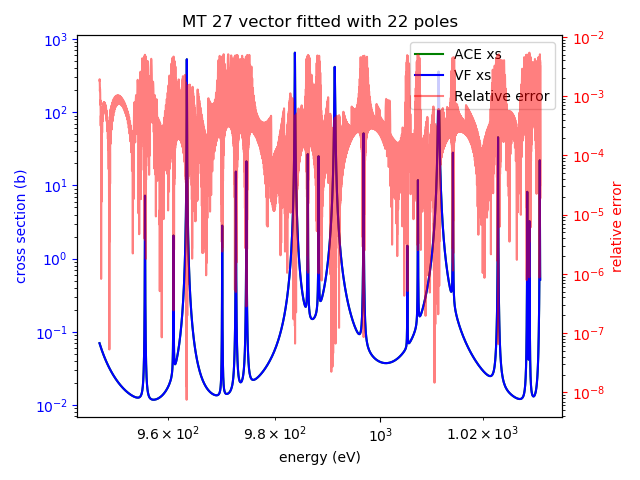 MT 27 vector fitted with 22 poles
10³
10²
10¹
10⁰
10⁻¹
10⁻²
cross section (b)
ACE xs
VF xs
Relative error
10⁻²
10⁻³
10⁻⁴
10⁻⁵
10⁻⁶
10⁻⁷
10⁻⁸
relative error
9.6 × 10²
9.8 × 10²
10³
1.02 × 10³
energy (eV)